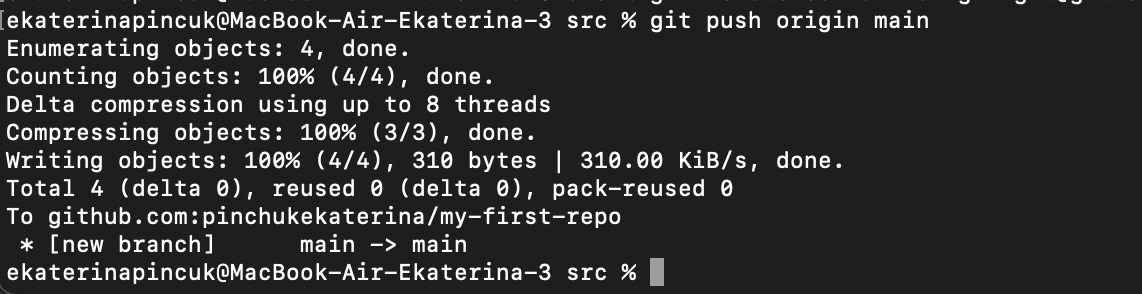 ekaterinapincuk@MacBook-Air-Ekaterina-3 src % git push origin main
Enumerating objects: 4, done.
Counting objects: 100% (4/4), done.
Delta compression using up to 8 threads
Compressing objects: 100% (3/3), done.
Writing objects: 100% (4/4), 310 bytes | 310.00 KiB/s, done.
Total 4 (delta 0), reused 0 (delta 0), pack-reused 0
To github.com:pinchukekaterina/my-first-repo
 * [new branch]      main -> main
ekaterinapincuk@MacBook-Air-Ekaterina-3 src %